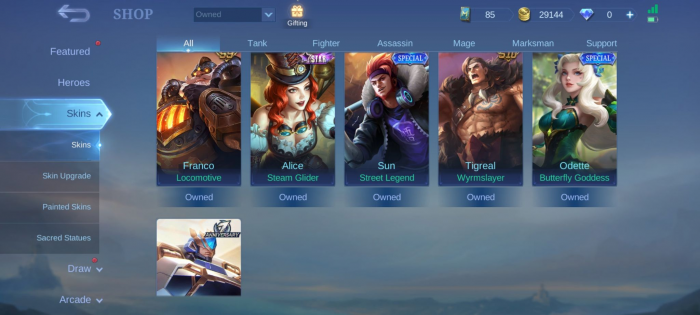 SHOP
Owned
Gifting
85
29144
0
Featured
Heroes
Skins
Skins
Skin Upgrade
Painted Skins
Sacred Statues
Draw
Arcade
All
Tank
Fighter
Assassin
Mage
Marksman
Support
Franco
Locomotive
Owned
STAR
Alice
Steam Glider
Owned
SPECIAL
Sun
Street Legend
Owned
Tigreal
Wyrmslayer
Owned
SPECIAL
Odette
Butterfly Goddess
Owned
ANNIVERSARY